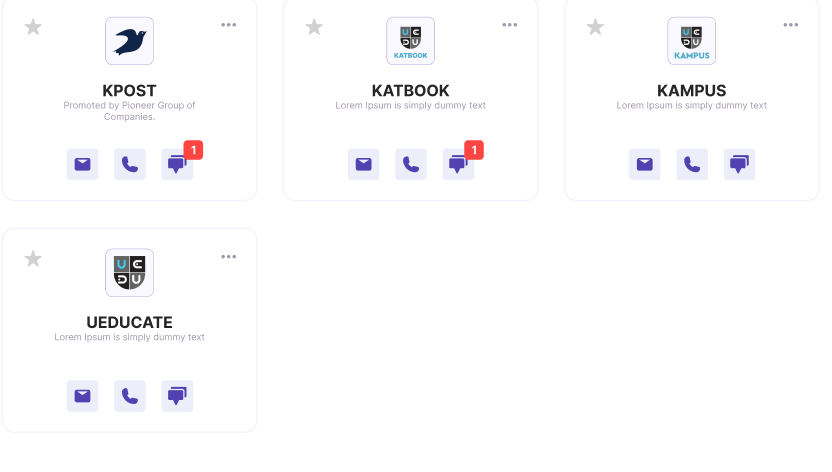 KPOST
Promoted by Pioneer Group of
Companies.
1
U C
D U
KATBOOK
KATBOOK
Lorem Ipsum is simply dummy text
1
U C
D U
KAMPUS
KAMPUS
Lorem Ipsum is simply dummy text
U C
D U
UEDUCATE
Lorem Ipsum is simply dummy text